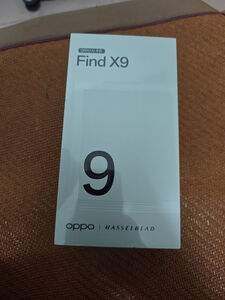 Find X9
9
oppo | HASSELBLAD